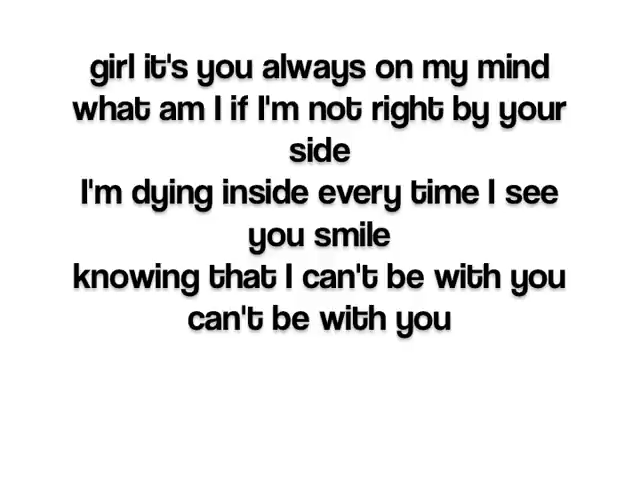 girl it's you always on my mind
what am I if I'm not right by your
side
I'm dying inside every time I see
you smile
knowing that I can't be with you
can't be with you